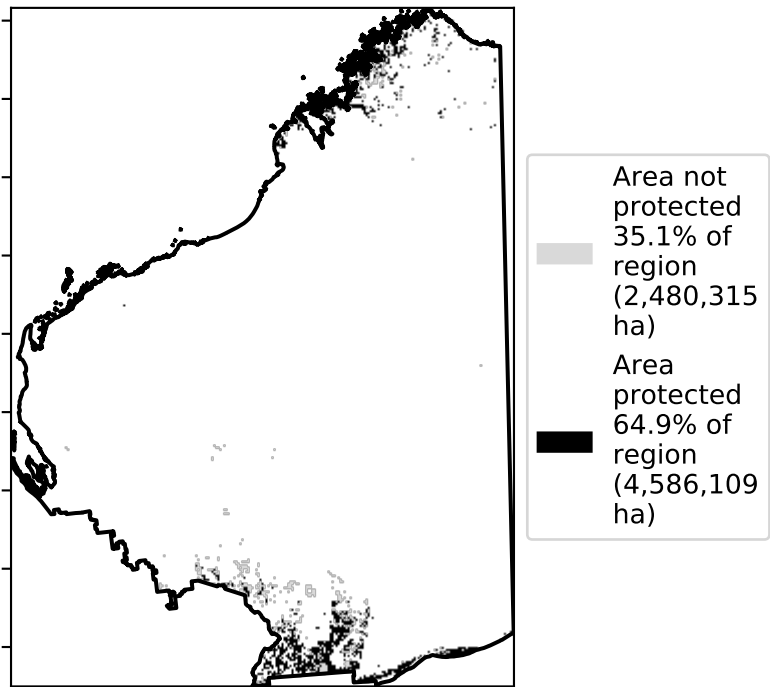 Area not
protected
35.1% of
region
(2,480,315
ha)
Area
protected
64.9% of
region
(4,586,109
ha)